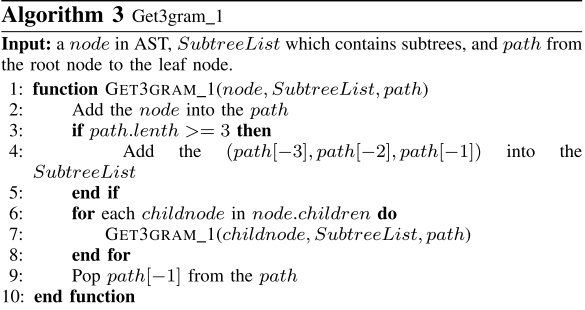 Algorithm 3 Get3gram_1
Input: a node in AST, SubtreeList which contains subtrees, and path from
the root node to the leaf node.
1: function GET3GRAM_1(node, SubtreeList, path)
2: Add the node into the path
3: if path.lenth >= 3 then
4: Add the (path[−3], path[−2], path[−1]) into the
SubtreeList
5: end if
6: for each childnode in node.children do
7: GET3GRAM_1(childnode, SubtreeList, path)
8: end for
9: Pop path[−1] from the path
10: end function